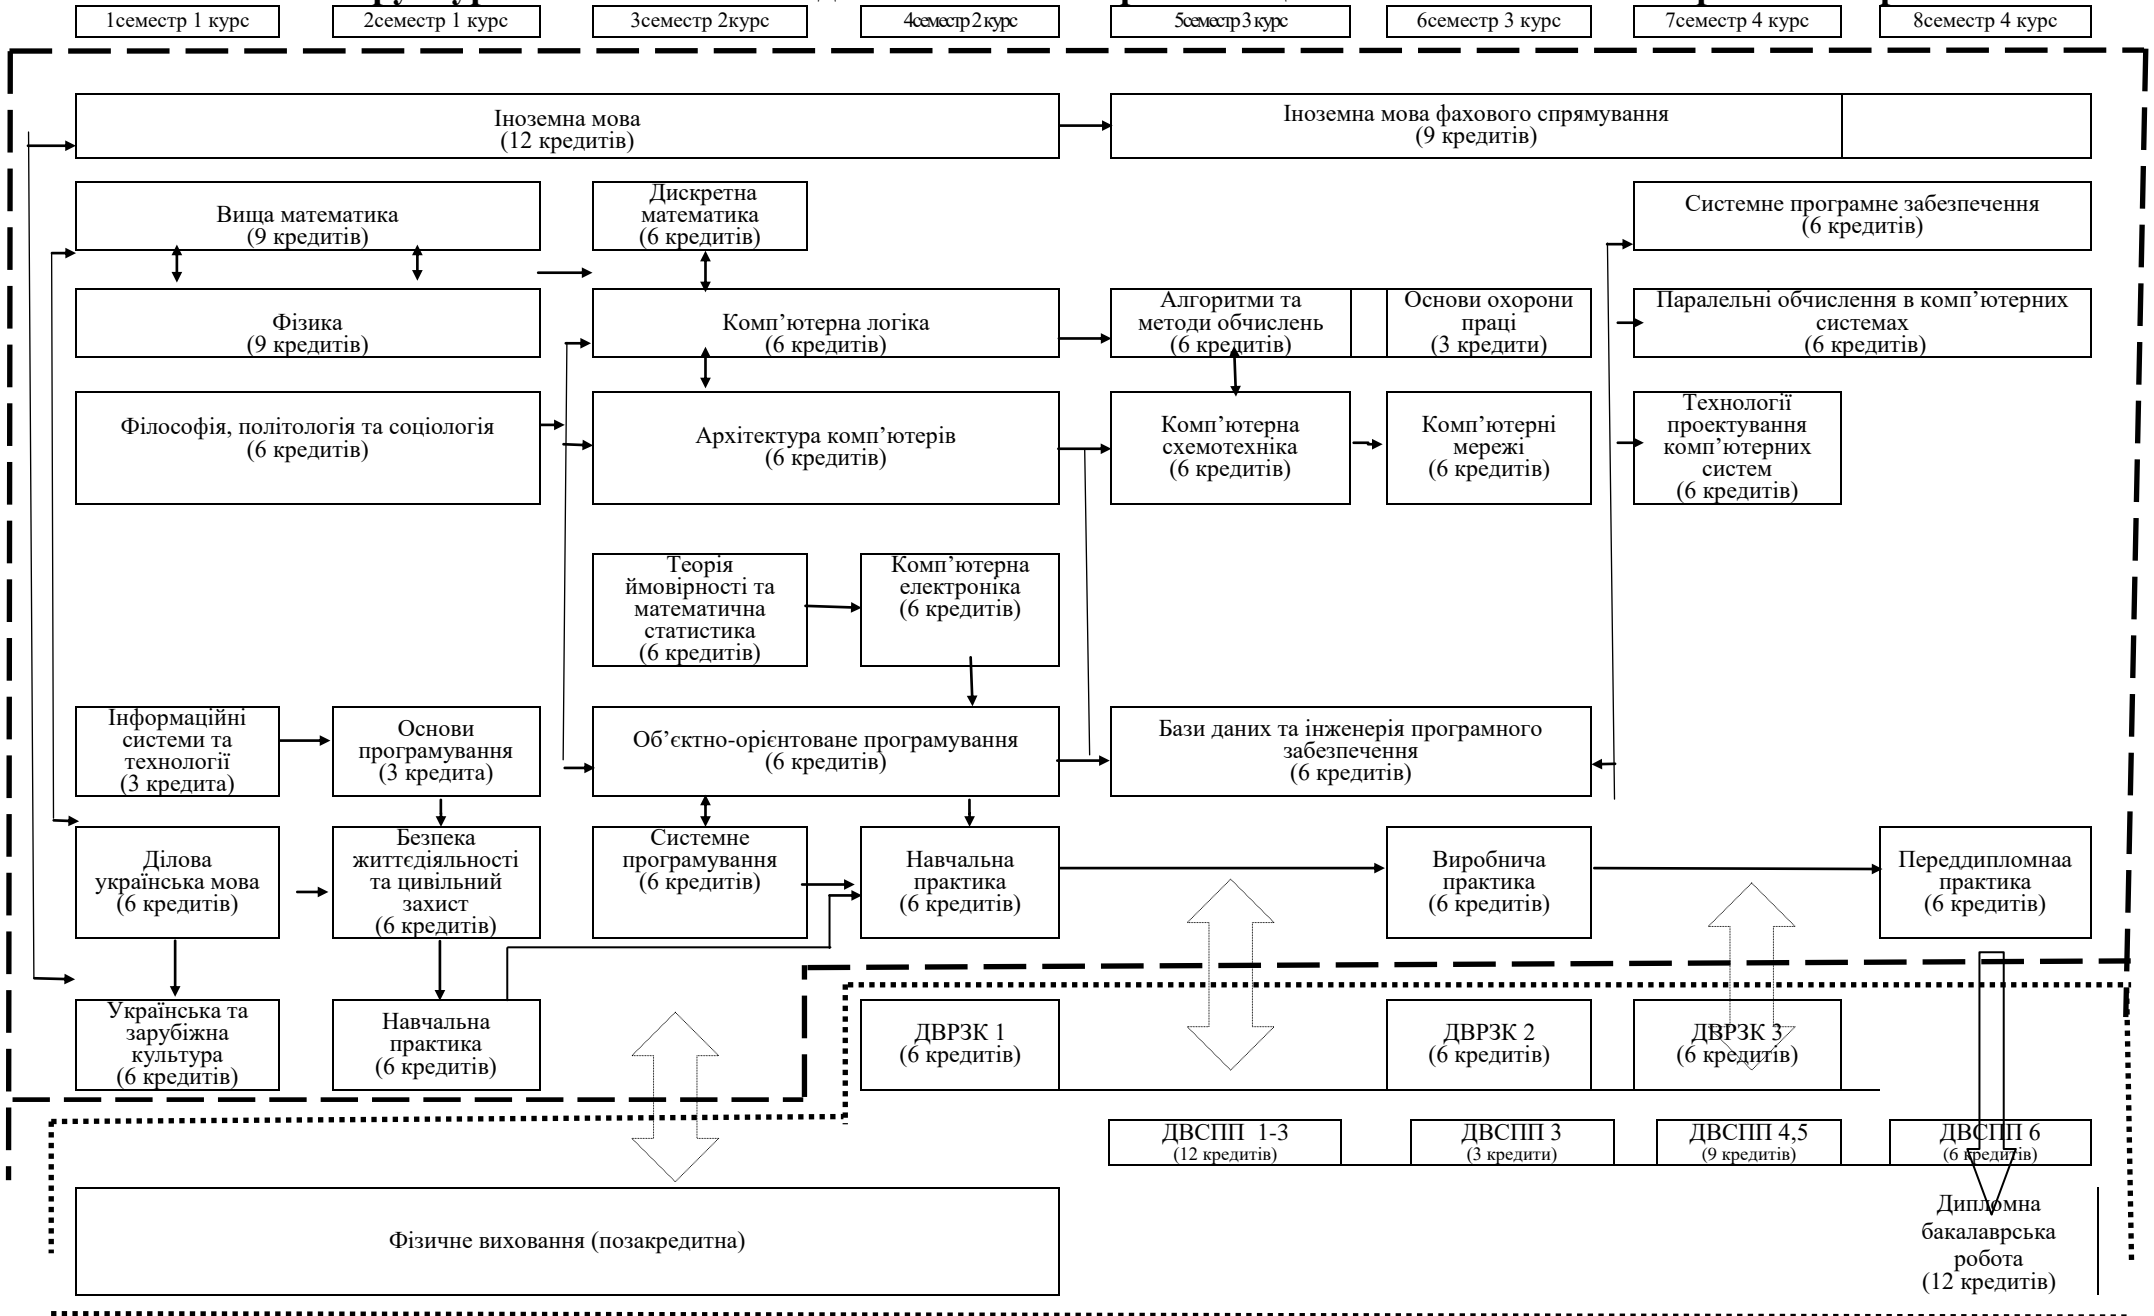 1семестр 1 курс
2семестр 1 курс
3семестр 2курс
4семестр 2 курс
5семестр 3 курс
6семестр 3 курс
7семестр 4 курс
8семестр 4 курс
Іноземна мова
(12 кредитів)
Іноземна мова фахового спрямування
(9 кредитів)
Вища математика
(9 кредитів)
Дискретна
математика
(6 кредитів)
Системне програмне забезпечення
(6 кредитів)
Фізика
(9 кредитів)
Комп’ютерна логіка
(6 кредитів)
Алгоритми та
методи обчислень
(6 кредитів)
Основи охорони
праці
(3 кредити)
Паралельні обчислення в комп’ютерних
системах
(6 кредитів)
Філософія, політологія та соціологія
(6 кредитів)
Архітектура комп’ютерів
(6 кредитів)
Комп’ютерна
схемотехніка
(6 кредитів)
Комп’ютерні
мережі
(6 кредитів)
Технології
проектування
комп’ютерних
систем
(6 кредитів)
Теорія
ймовірності та
математична
статистика
(6 кредитів)
Комп’ютерна
електроніка
(6 кредитів)
Інформаційні
системи та
технології
(3 кредита)
Основи
програмування
(3 кредита)
Об’єктно-орієнтоване програмування
(6 кредитів)
Бази даних та інженерія програмного
забезпечення
(6 кредитів)
Ділова
українська мова
(6 кредитів)
Безпека
життєдіяльності
та цивільний
захист
(6 кредитів)
Системне
програмування
(6 кредитів)
Навчальна
практика
(6 кредитів)
Виробнича
практика
(6 кредитів)
Переддипломнаа
практика
(6 кредитів)
Українська та
зарубіжна
культура
(6 кредитів)
Навчальна
практика
(6 кредитів)
ДВРЗК 1
(6 кредитів)
ДВРЗК 2
(6 кредитів)
ДВРЗК 3
(6 кредитів)
ДВСПП 1-3
(12 кредитів)
ДВСПП 3
(3 кредити)
ДВСПП 4,5
(9 кредитів)
ДВСПП 6
(6 кредитів)
Фізичне виховання (позакредитна)
Дипломна
бакалаврська
робота
(12 кредитів)